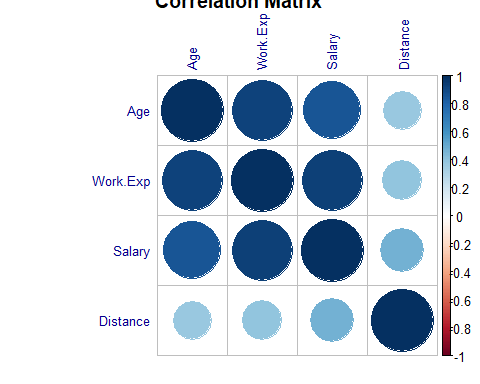 Correlation Matrix
Age
Work.Exp
Salary
Distance
Age
Work.Exp
Salary
Distance
1
0.8
0.6
0.4
0.2
0
0.2
0.4
0.6
0.8
-1